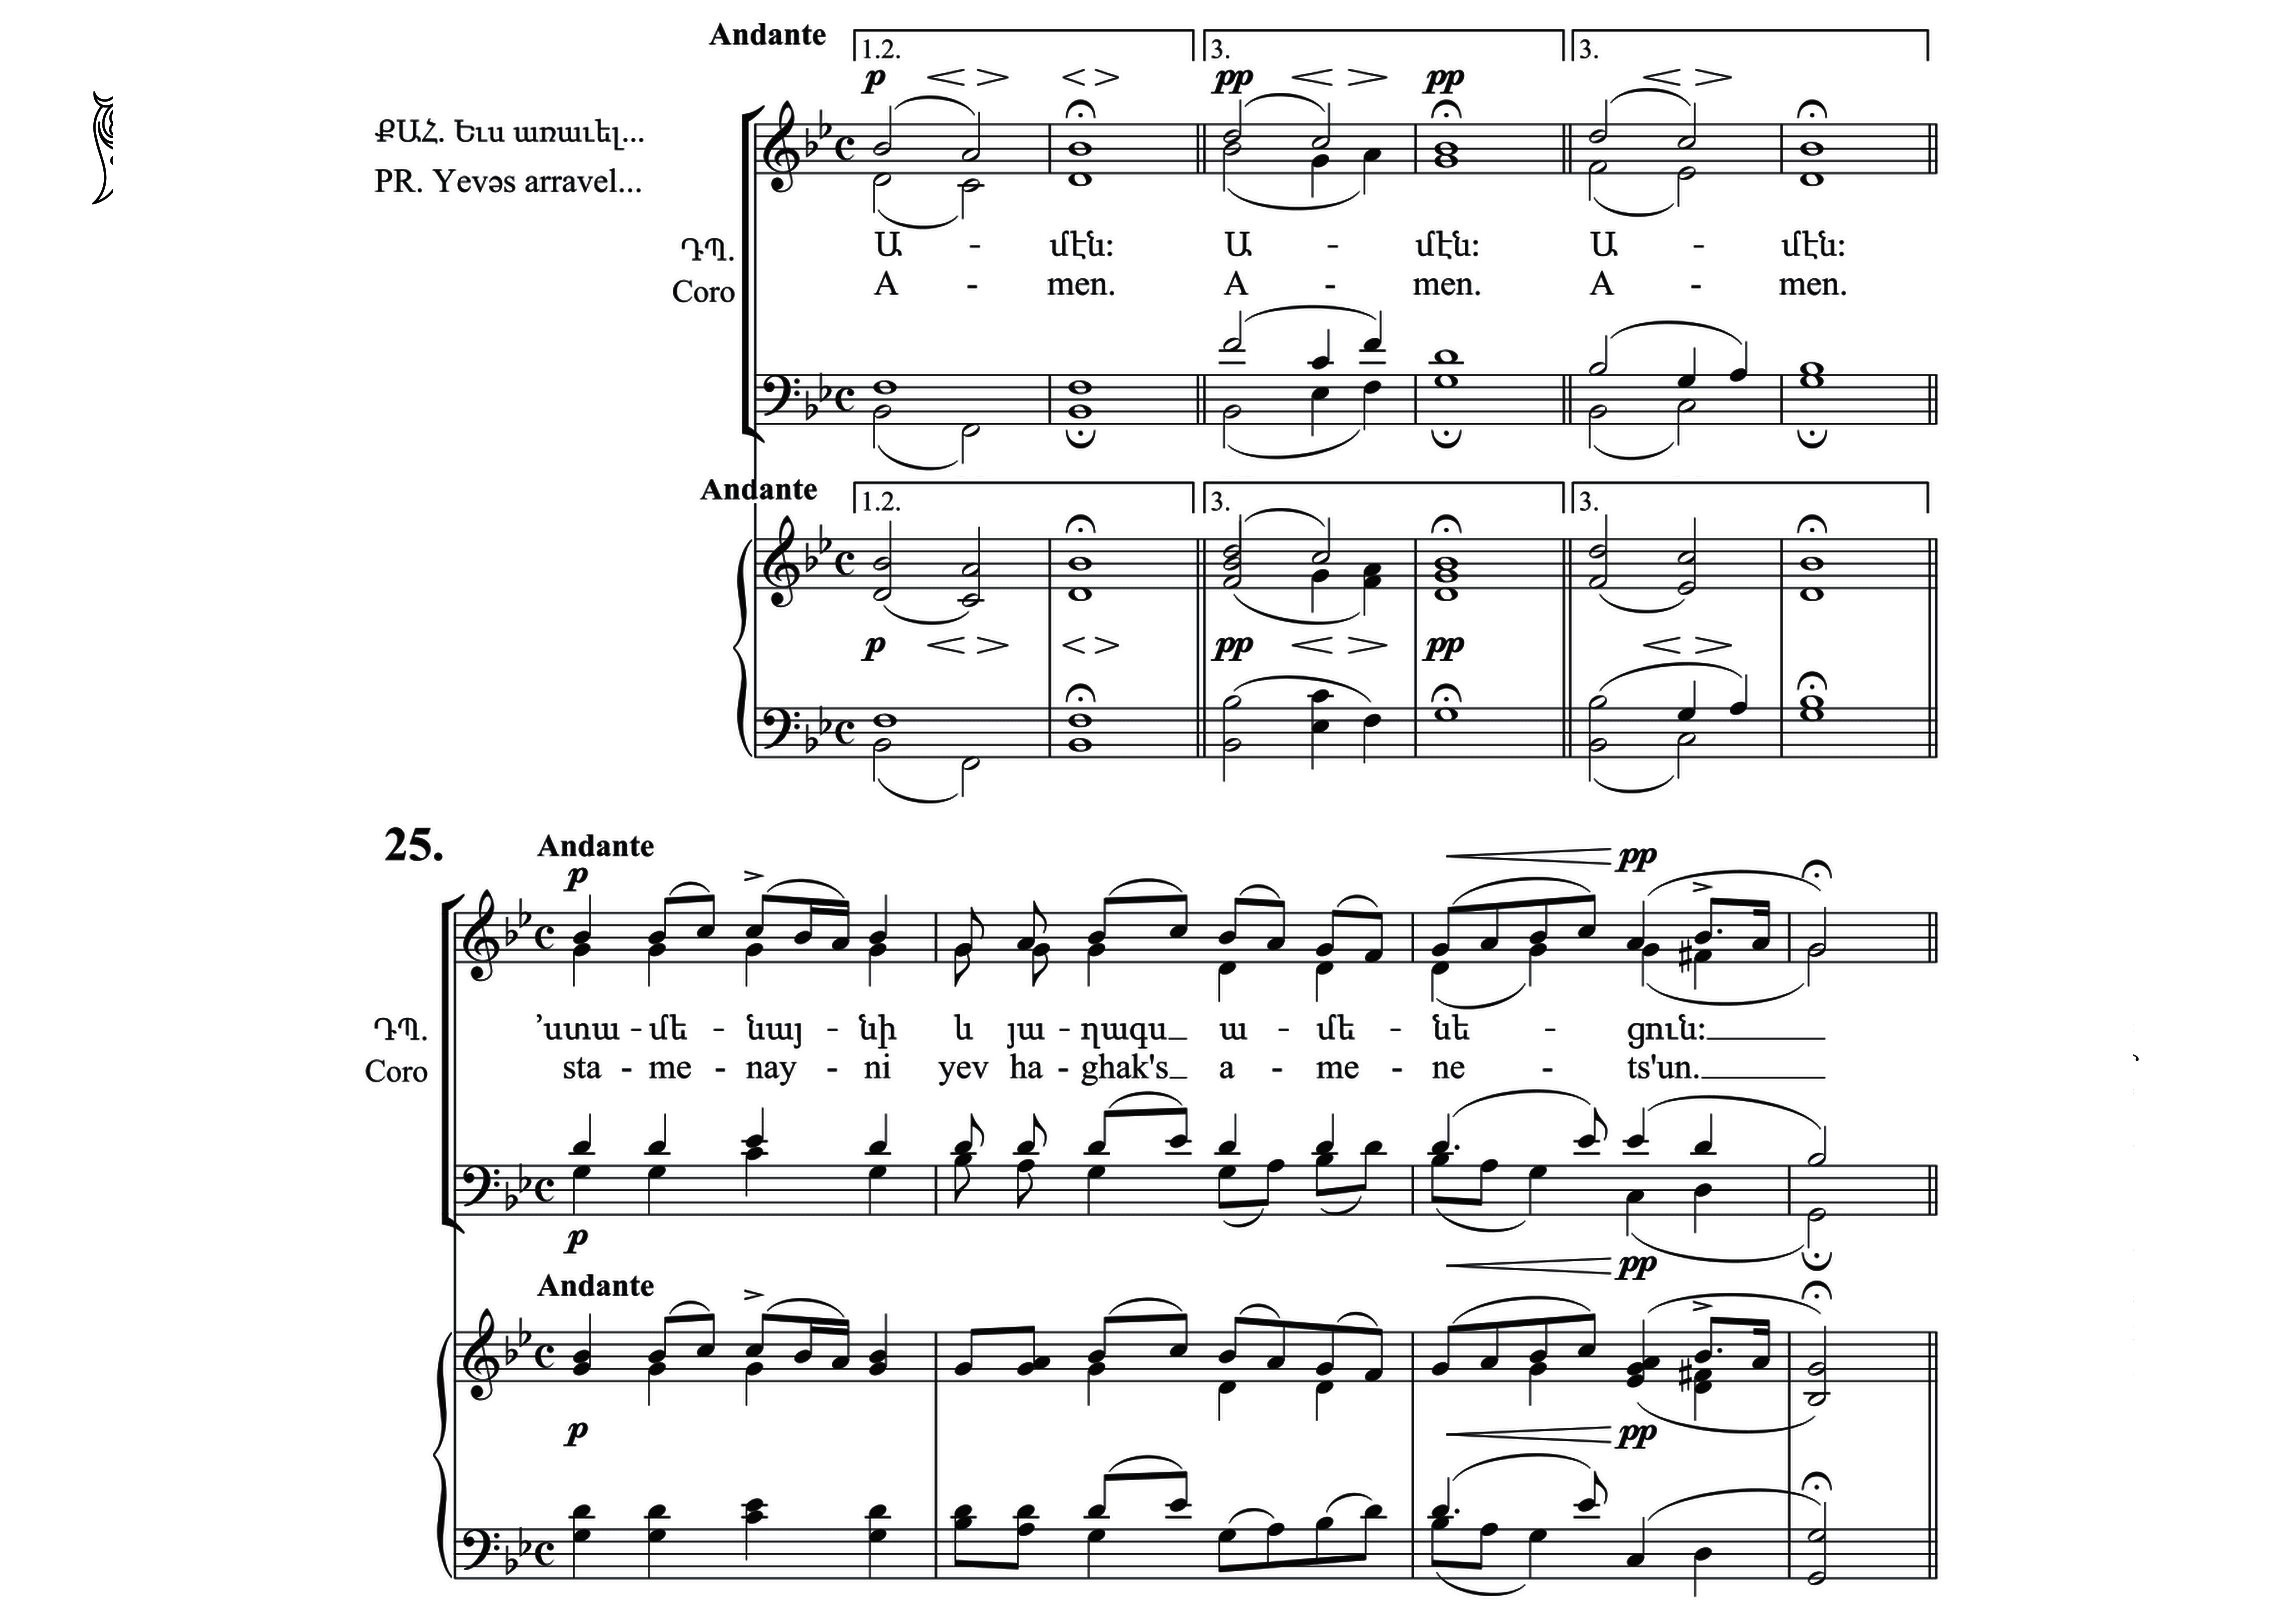 Andante 1.2. 3. 3.
p pp pp
ՔԱՀ. Եւս առաւել...
PR. Yevəs arravel...
ԴՊ. Ա - մէն: Ա - մէն: Ա - մէն:
Coro A - men. A - men. A - men.
Andante 1.2. 3. 3.
p pp pp
25. Andante
p pp
ԴՊ. ʼստա - մե - նայ - նի և յա - ղագս_ ա - մե - նե - ցուն:_
Coro sta - me - nay - ni yev ha - ghak's_ a - me - ne - ts'un._
p pp
Andante
p pp